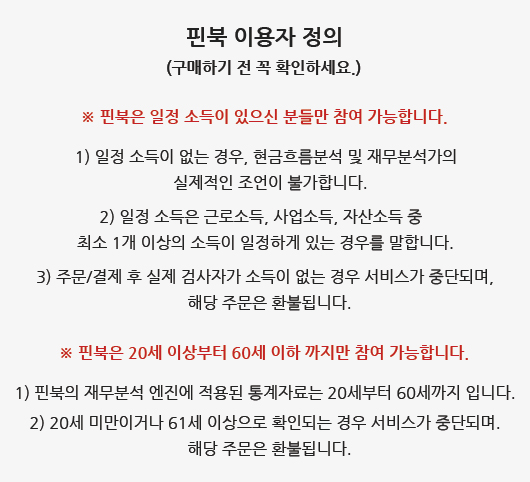 핀북 이용자 정의
(구매하기 전 꼭 확인하세요.)
※ 핀북은 일정 소득이 있으신 분들만 참여 가능합니다.
1) 일정 소득이 없는 경우, 현금흐름분석 및 재무분석가의
실제적인 조언이 불가합니다.
2) 일정 소득은 근로소득, 사업소득, 자산소득 중
최소 1개 이상의 소득이 일정하게 있는 경우를 말합니다.
3) 주문/결제 후 실제 검사자가 소득이 없는 경우 서비스가 중단되며,
해당 주문은 환불됩니다.
※ 핀북은 20세 이상부터 60세 이하 까지만 참여 가능합니다.
1) 핀북의 재무분석 엔진에 적용된 통계자료는 20세부터 60세까지 입니다.
2) 20세 미만이거나 61세 이상으로 확인되는 경우 서비스가 중단되며.
해당 주문은 환불됩니다.